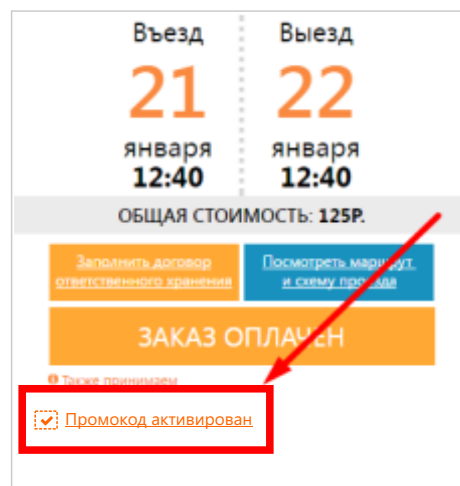 Въезд Выезд
21 22
января января
12:40 12:40
ОБЩАЯ СТОИМОСТЬ: 125Р.
Заполнить договор Посмотреть маршрут
ответственного хранения и схему проезда
ЗАКАЗ ОПЛАЧЕН
Также принимаем
Промокод активирован